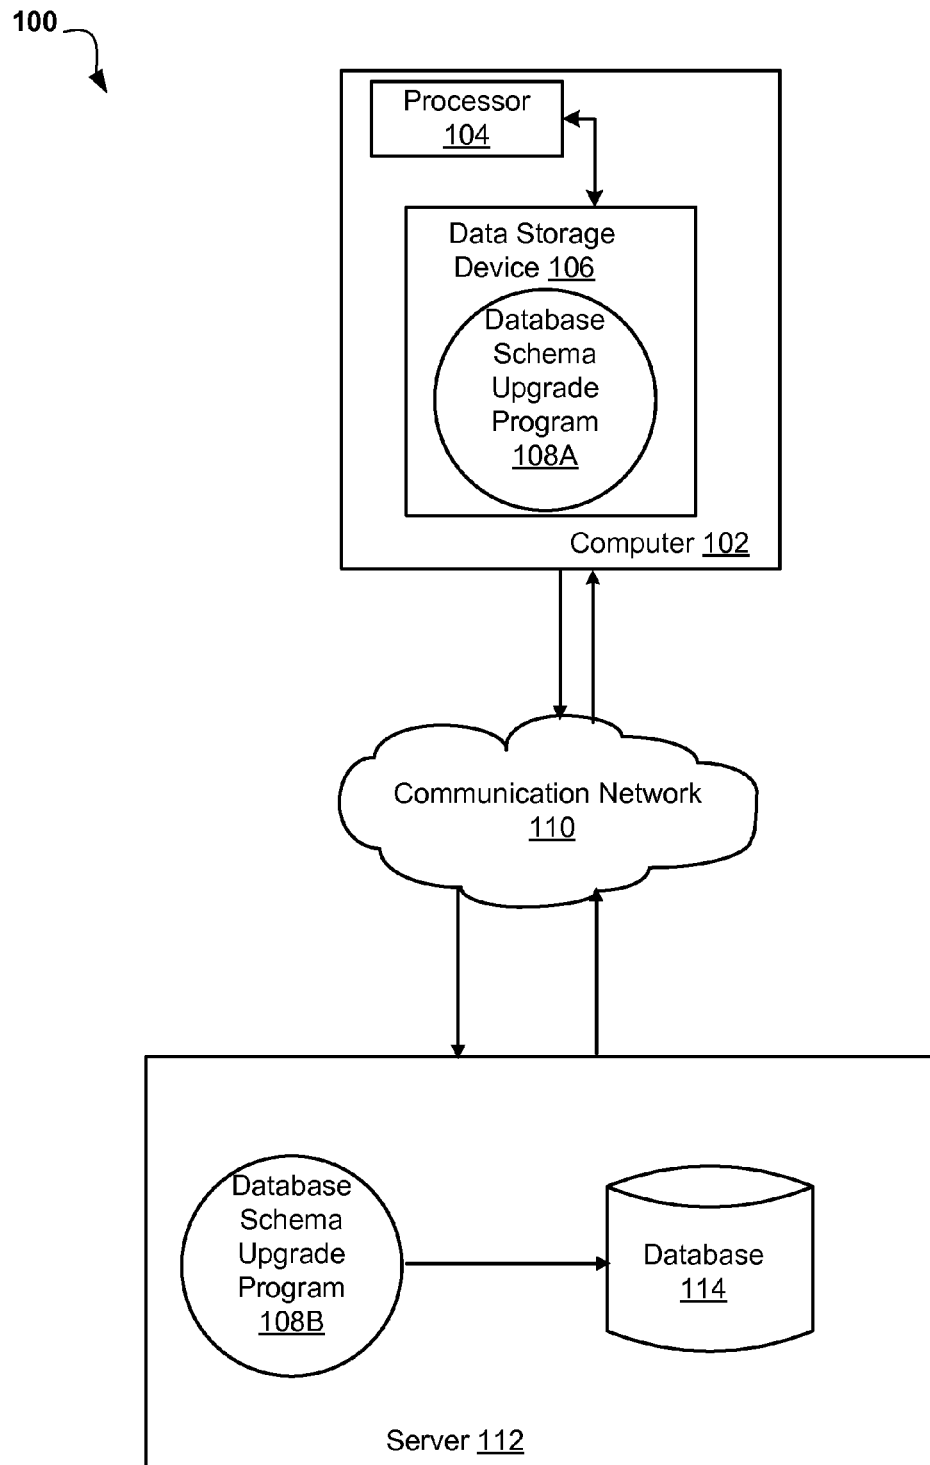 100
Processor
104
Data Storage
Device 106
Database
Schema
Upgrade
Program
108A
Computer 102
Communication Network
110
Database
Schema
Upgrade
Program
108B
Database
114
Server 112